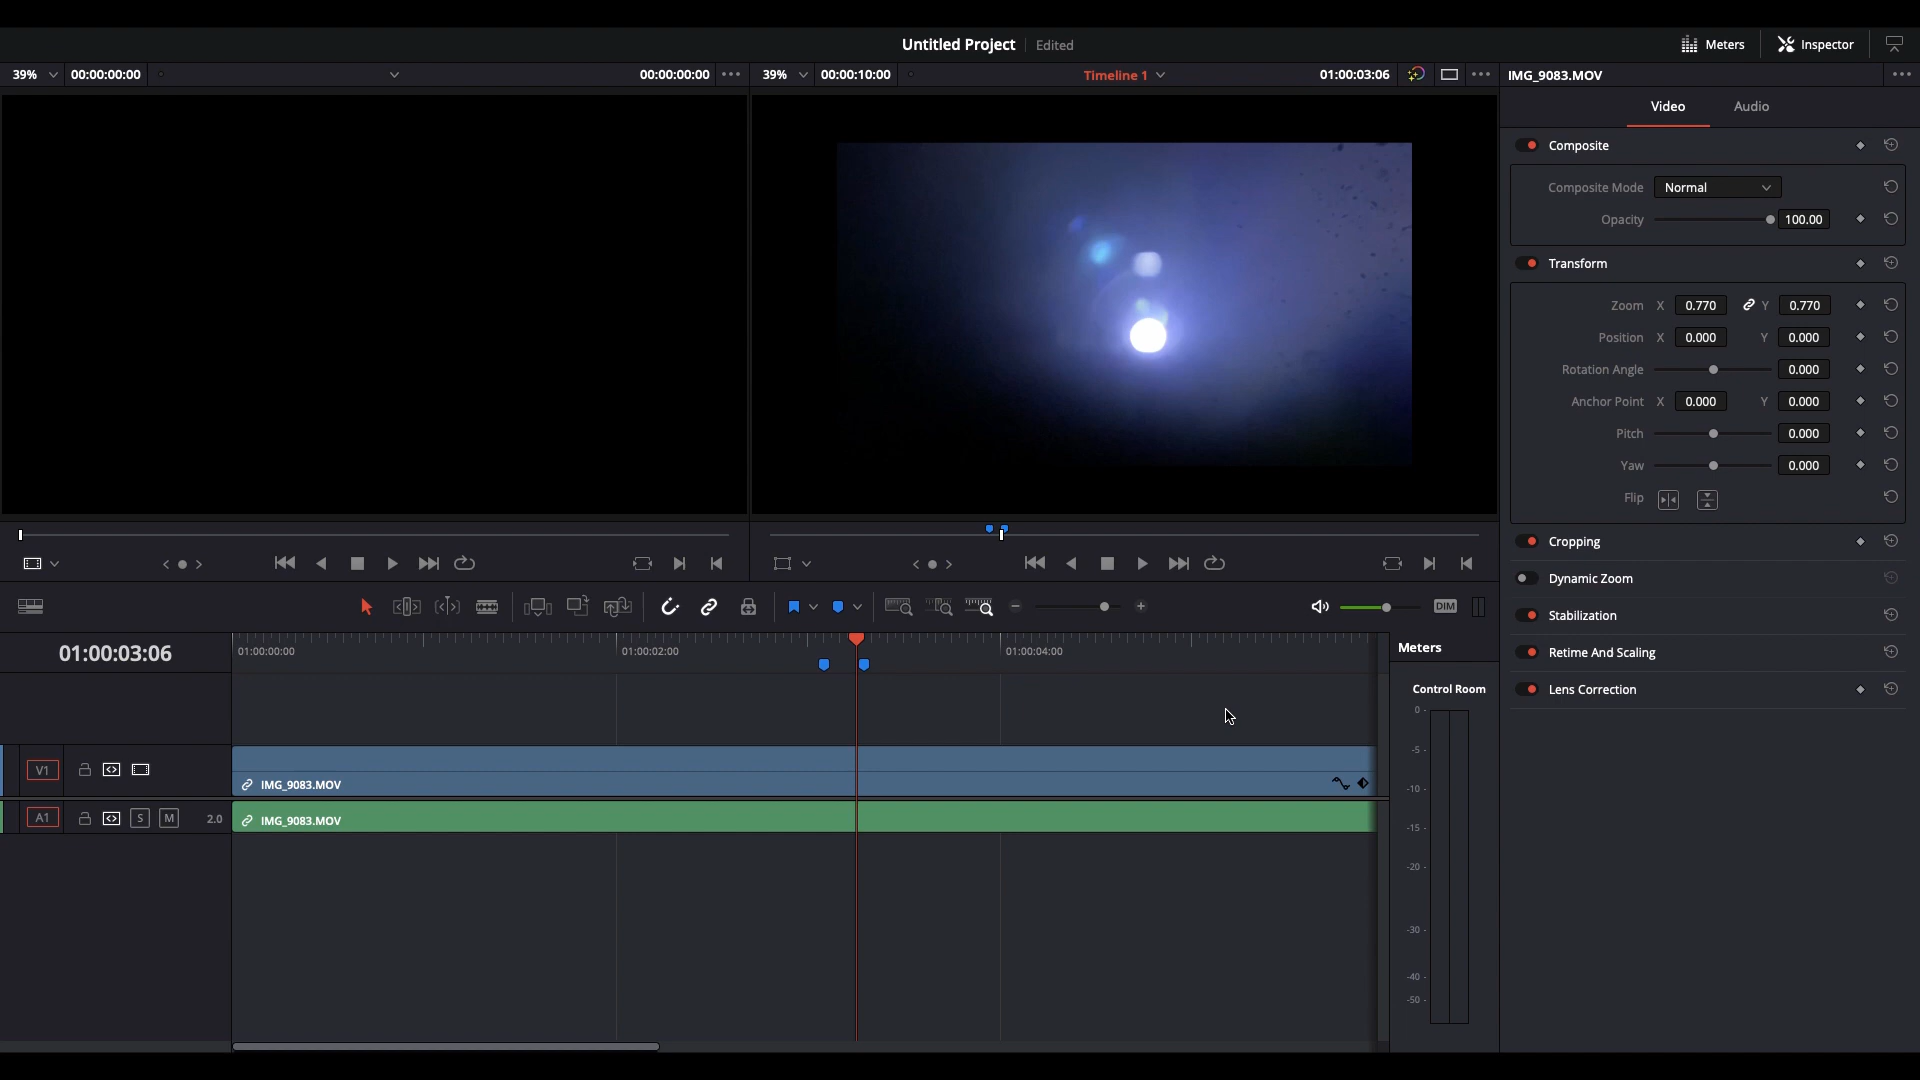 Untitled Project Edited
Meters Inspector
39% 00:00:00:00 00:00:00:00 39% 00:00:10:00 Timeline 1 01:00:03:06 IMG_9083.MOV
Video Audio
Composite
Composite Mode Normal
Opacity 100.00
Transform
Zoom X 0.770 Y 0.770
Position X 0.000 Y 0.000
Rotation Angle 0.000
Anchor Point X 0.000 Y 0.000
Pitch 0.000
Yaw 0.000
Flip
Cropping
Dynamic Zoom
Stabilization
Retime And Scaling
Lens Correction
DIM
01:00:03:06 01:00:00:00 01:00:02:00 01:00:04:00
Meters
Control Room
0 -
-5 -
-10 -
-15 -
-20 -
-30 -
-40 -
-50 -
V1 IMG_9083.MOV
A1 S M 2.0 IMG_9083.MOV